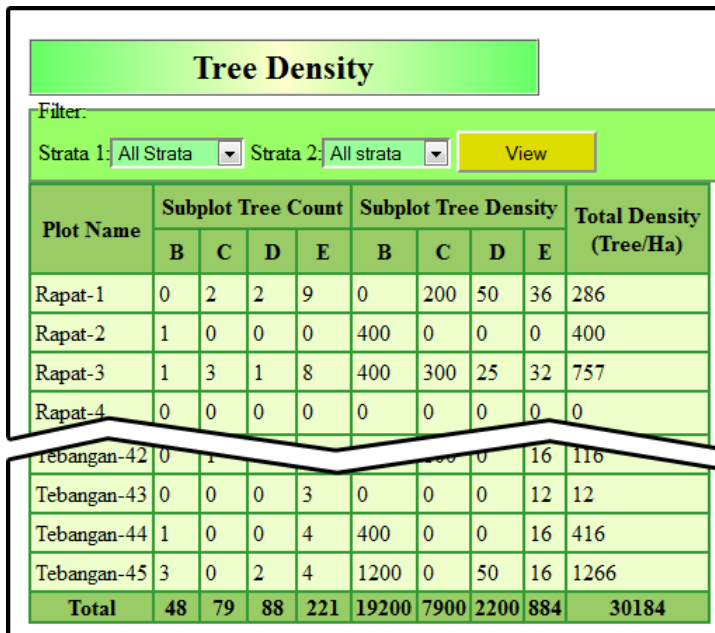 Tree Density
Filter:
Strata 1: All Strata Strata 2: All strata View
Plot Name Subplot Tree Count Subplot Tree Density Total Density (Tree/Ha)
B C D E B C D E
Rapat-1 0 2 2 9 0 200 50 36 286
Rapat-2 1 0 0 0 400 0 0 0 400
Rapat-3 1 3 1 8 400 300 25 32 757
Rapat-4 0 0 0 0 0 0 0 0 0
Tebangan-42 0 1 0 16 116
Tebangan-43 0 0 0 3 0 0 0 12 12
Tebangan-44 1 0 0 4 400 0 0 16 416
Tebangan-45 3 0 2 4 1200 0 50 16 1266
Total 48 79 88 221 19200 7900 2200 884 30184